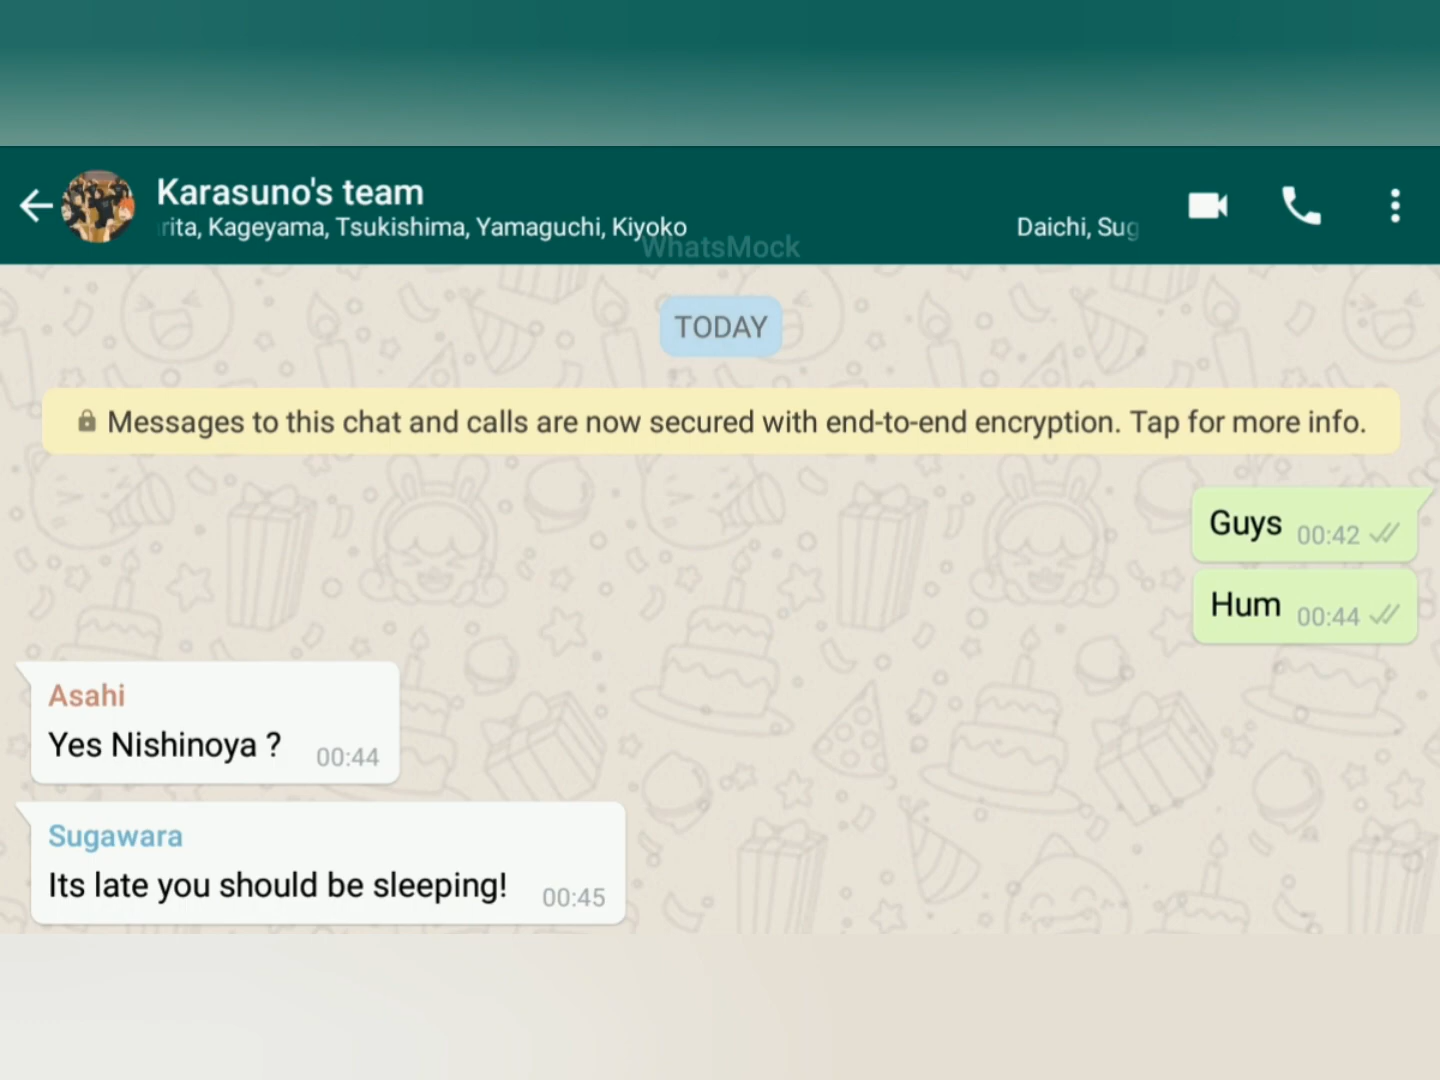 Karasuno's team
rita, Kageyama, Tsukishima, Yamaguchi, Kiyoko Daichi, Sug
WhatsMock
TODAY
Messages to this chat and calls are now secured with end-to-end encryption. Tap for more info.
Guys 00:42
Hum 00:44
Asahi
Yes Nishinoya ? 00:44
Sugawara
Its late you should be sleeping! 00:45